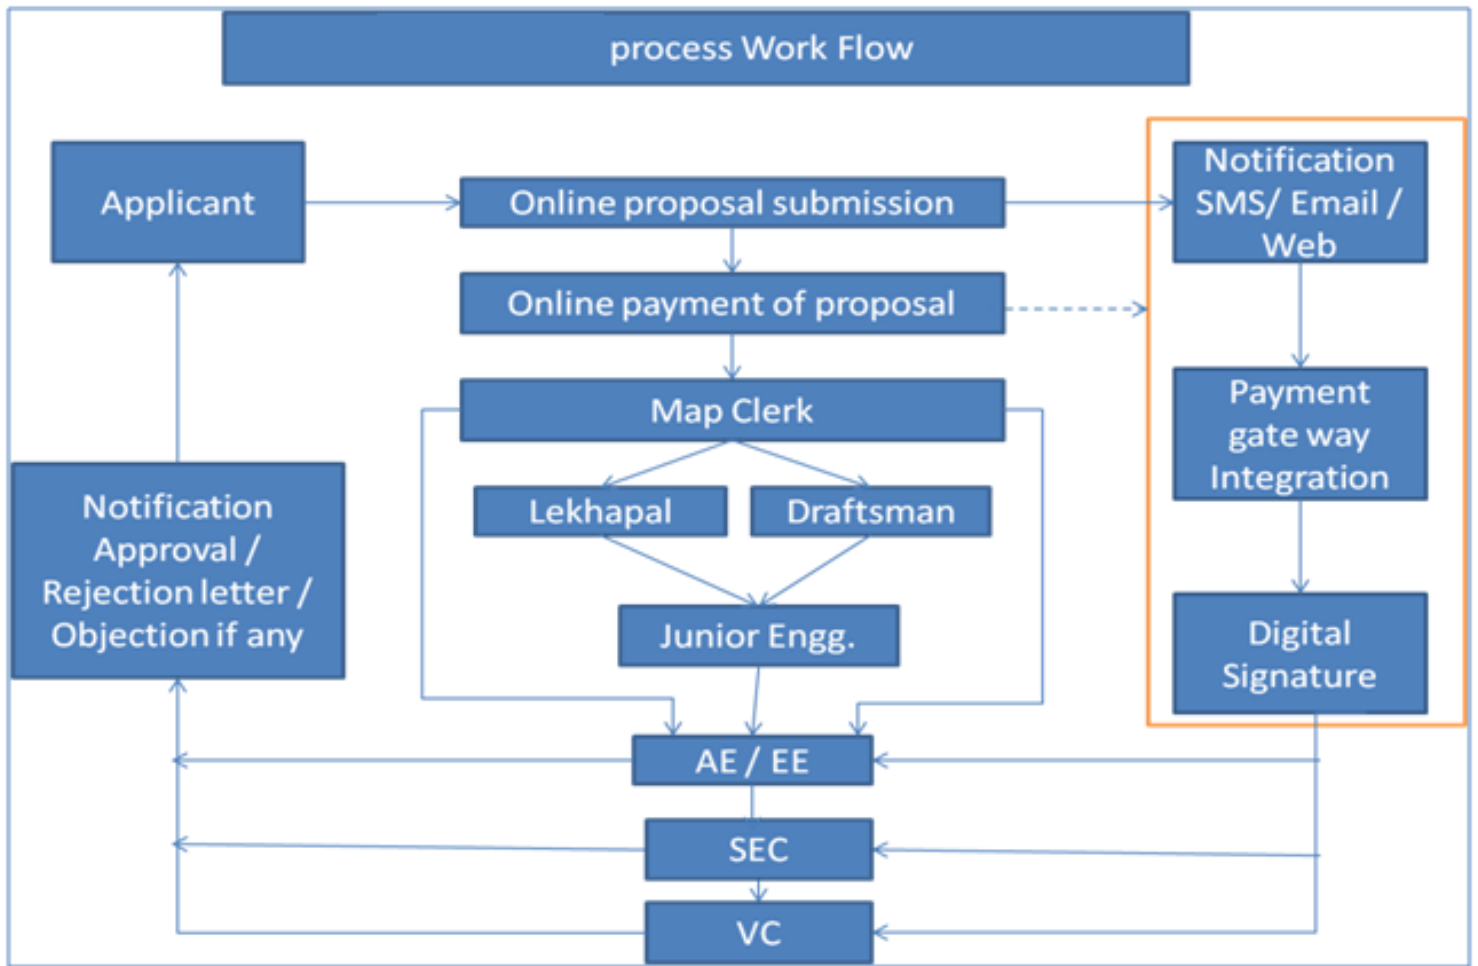 process Work Flow
Applicant
Online proposal submission
Notification
SMS/ Email /
Web
Online payment of proposal
Map Clerk
Payment
gate way
Integration
Notification
Approval /
Rejection letter /
Objection if any
Lekhapal
Draftsman
Junior Engg.
Digital
Signature
AE / EE
SEC
VC